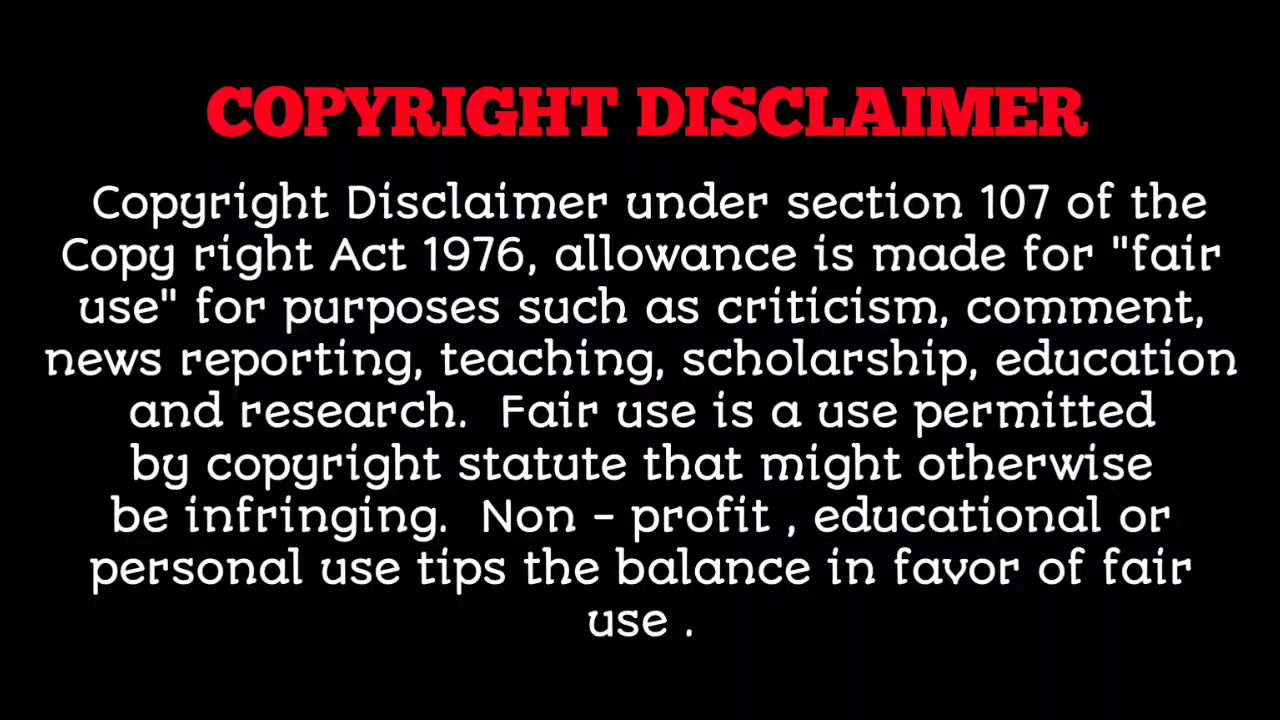 COPYRIGHT DISCLAIMER
Copyright Disclaimer under section 107 of the
Copy right Act 1976, allowance is made for "fair
use" for purposes such as criticism, comment,
news reporting, teaching, scholarship, education
and research.  Fair use is a use permitted
by copyright statute that might otherwise
be infringing.  Non - profit , educational or
personal use tips the balance in favor of fair
use .